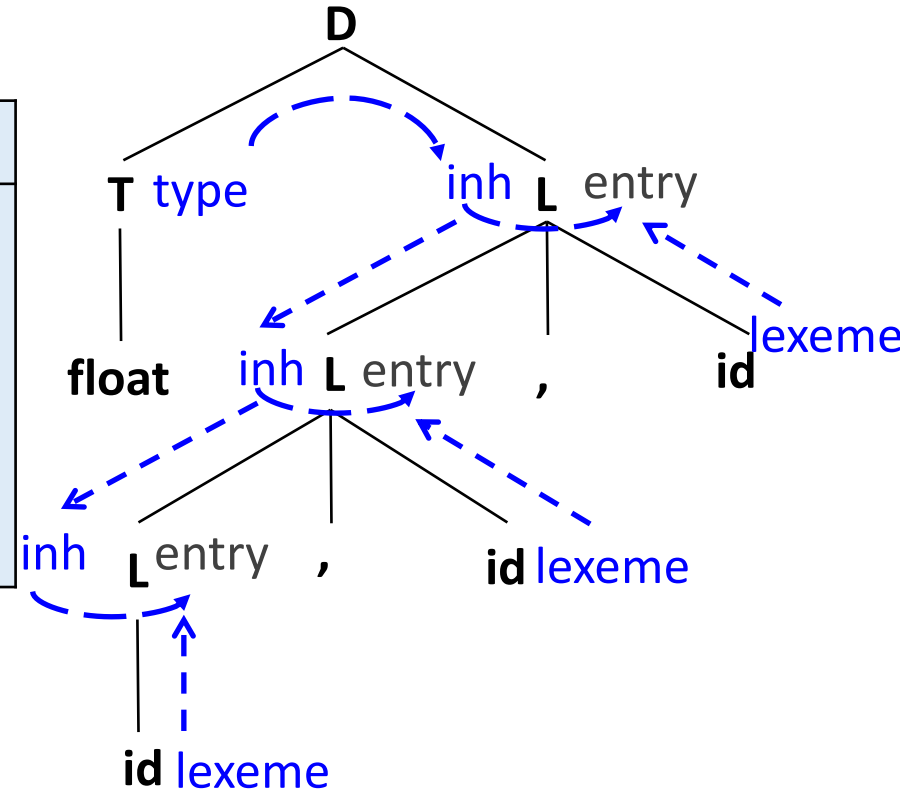 D
T type inh L entry
lexeme
float inh L entry , id
inh L entry , id lexeme
id lexeme